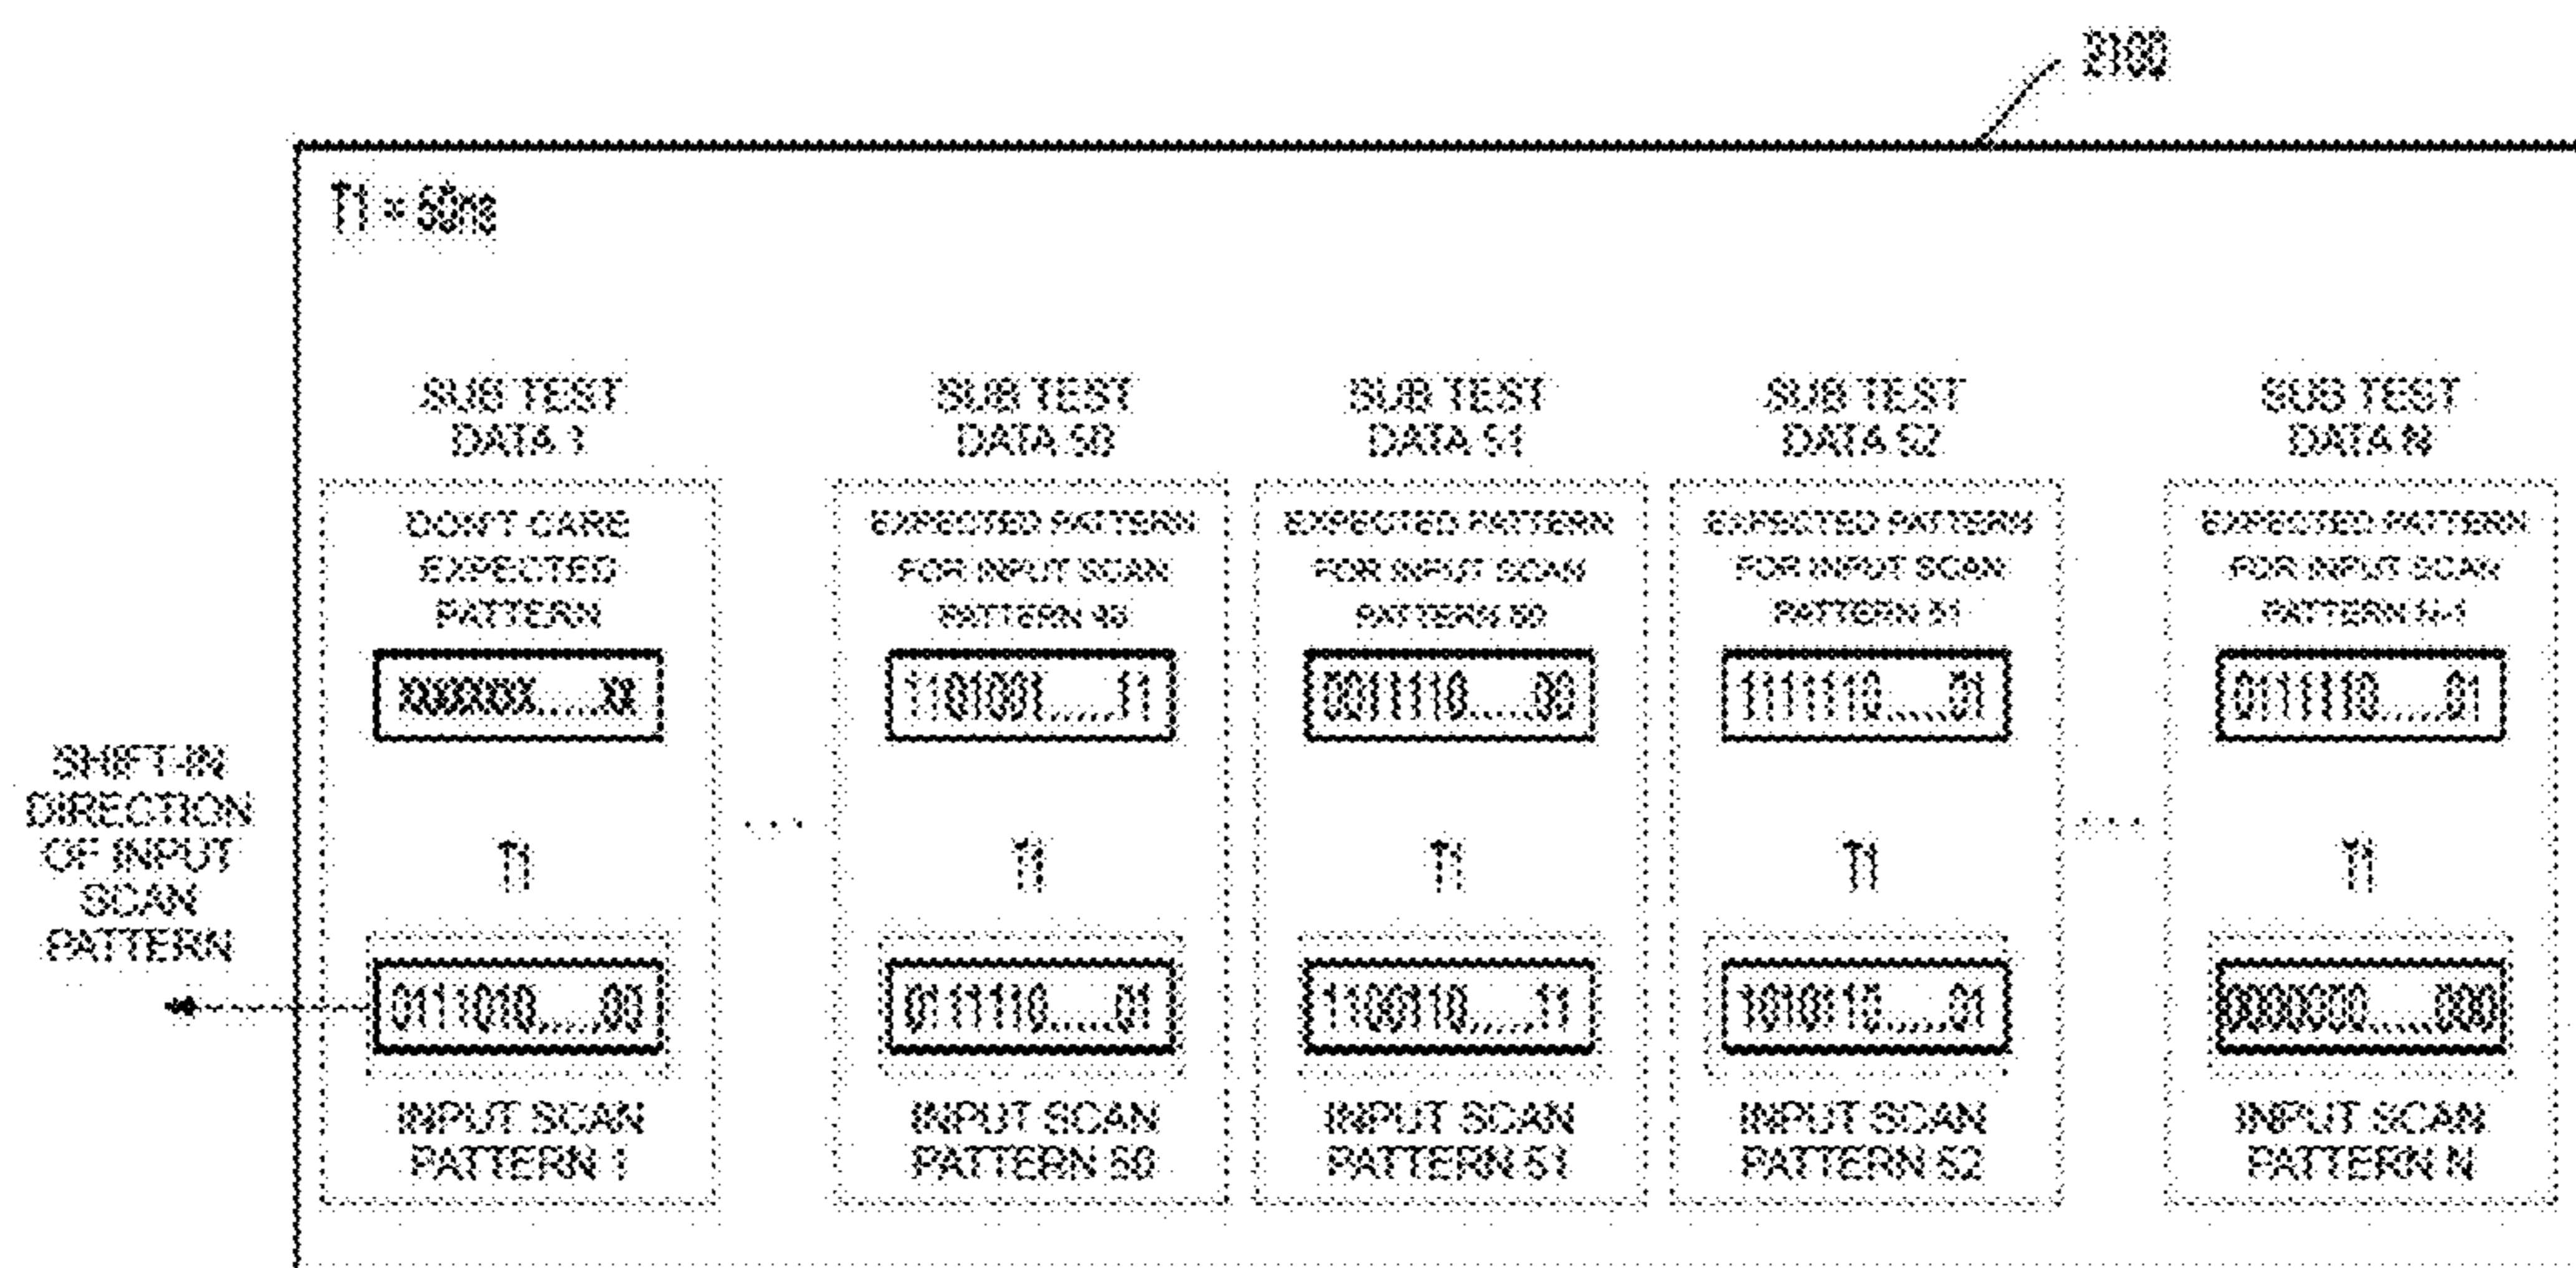 2100
T1 = 50ns
SUB TEST
DATA 1
SUB TEST
DATA 50
SUB TEST
DATA 51
SUB TEST
DATA 52
SUB TEST
DATA N
DON'T CARE
EXPECTED
PATTERN
XXXXXXX.....XX
T1
0111010.....00
INPUT SCAN
PATTERN 1
...
EXPECTED PATTERN
FOR INPUT SCAN
PATTERN 49
1101001.....11
T1
0111110.....01
INPUT SCAN
PATTERN 50
EXPECTED PATTERN
FOR INPUT SCAN
PATTERN 50
0011110.....00
T1
1100110.....11
INPUT SCAN
PATTERN 51
EXPECTED PATTERN
FOR INPUT SCAN
PATTERN 51
1111110.....01
T1
1010110.....01
INPUT SCAN
PATTERN 52
...
EXPECTED PATTERN
FOR INPUT SCAN
PATTERN N-1
0111110.....01
T1
0000000.....000
INPUT SCAN
PATTERN N
SHIFT-IN
DIRECTION
OF INPUT
SCAN
PATTERN